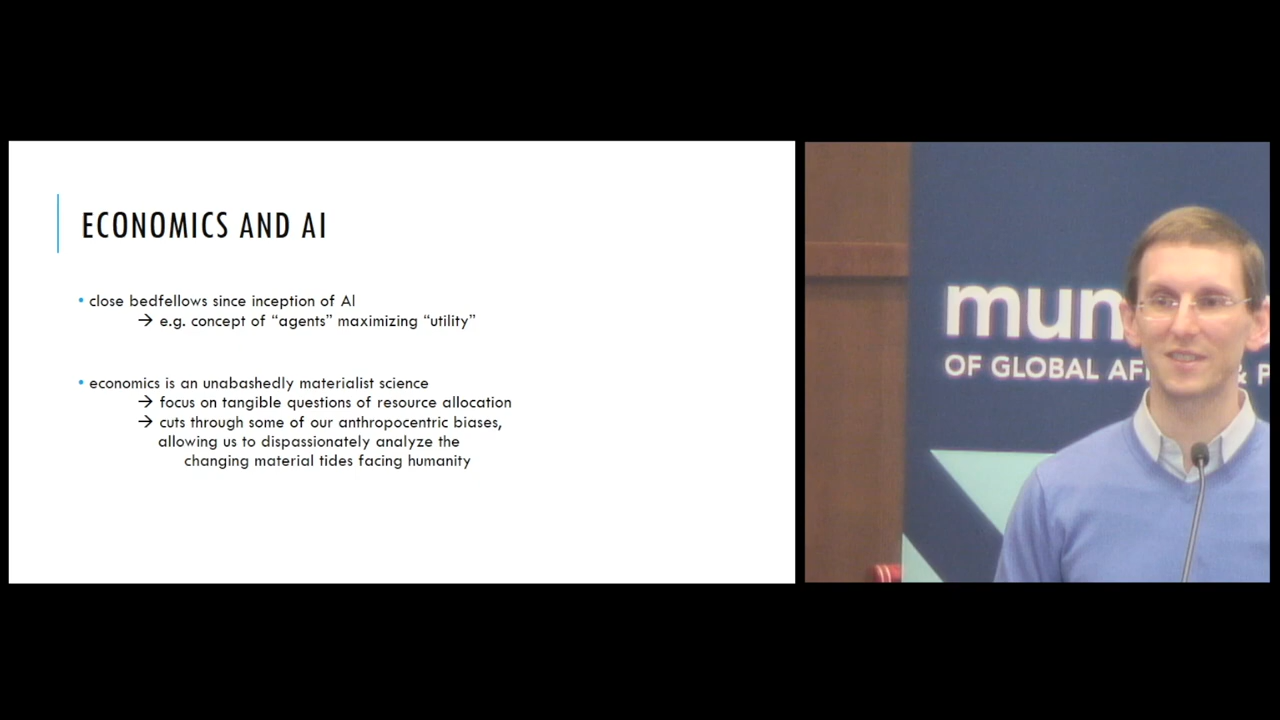 ECONOMICS AND AI
• close bedfellows since inception of AI
→ e.g. concept of “agents” maximizing “utility”
• economics is an unabashedly materialist science
→ focus on tangible questions of resource allocation
→ cuts through some of our anthropocentric biases,
allowing us to dispassionately analyze the
changing material tides facing humanity
mun
OF GLOBAL AF & P